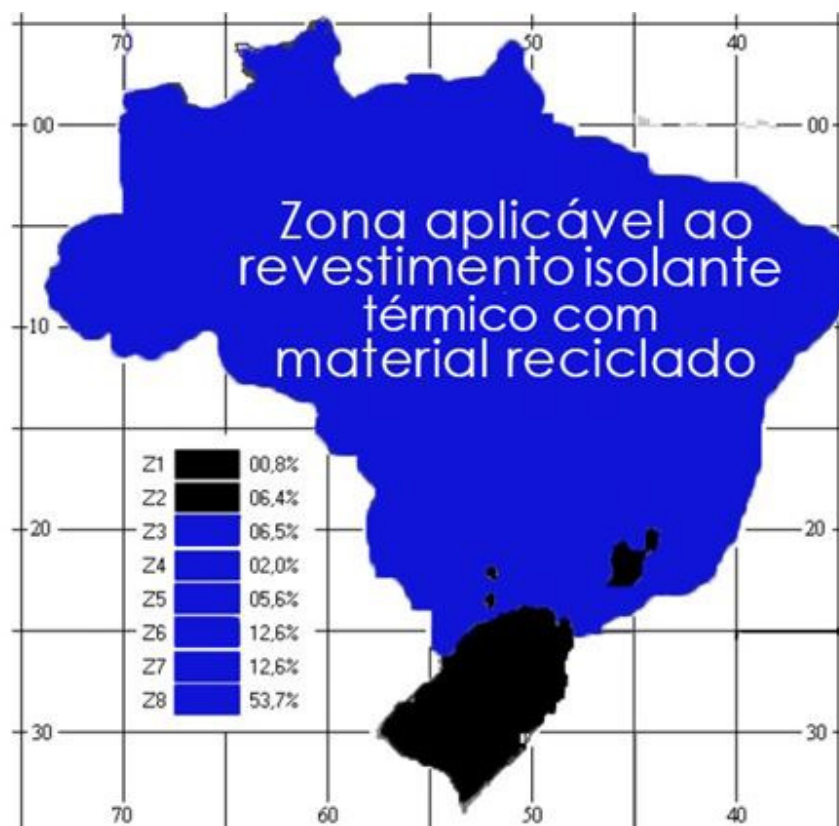 70 50 40
00 00
Zona aplicável ao
revestimento isolante
térmico com
material reciclado
10
Z1 00,8%
Z2 06,4%
Z3 06,5%
Z4 02,0%
Z5 05,6%
Z6 12,6%
Z7 12,6%
Z8 53,7%
20 20
30 30
70 60 50 40